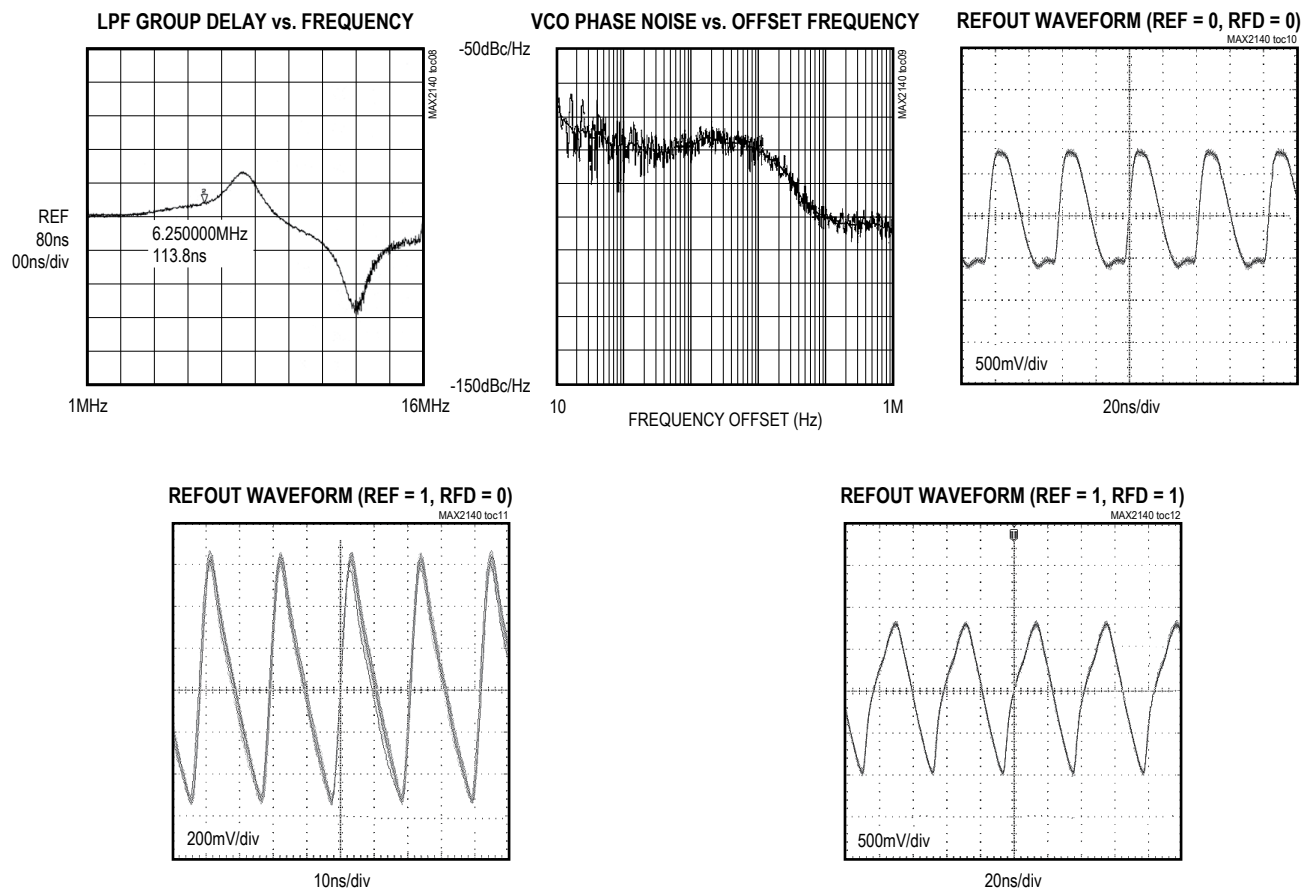 LPF GROUP DELAY vs. FREQUENCY
MAX2140 toc08
REF
80ns
00ns/div
6.250000MHz
113.8ns
1MHz
16MHz
VCO PHASE NOISE vs. OFFSET FREQUENCY
MAX2140 toc09
-50dBc/Hz
-150dBc/Hz
10
1M
FREQUENCY OFFSET (Hz)
REFOUT WAVEFORM (REF = 0, RFD = 0)
MAX2140 toc10
500mV/div
20ns/div
REFOUT WAVEFORM (REF = 1, RFD = 0)
MAX2140 toc11
200mV/div
10ns/div
REFOUT WAVEFORM (REF = 1, RFD = 1)
MAX2140 toc12
500mV/div
20ns/div